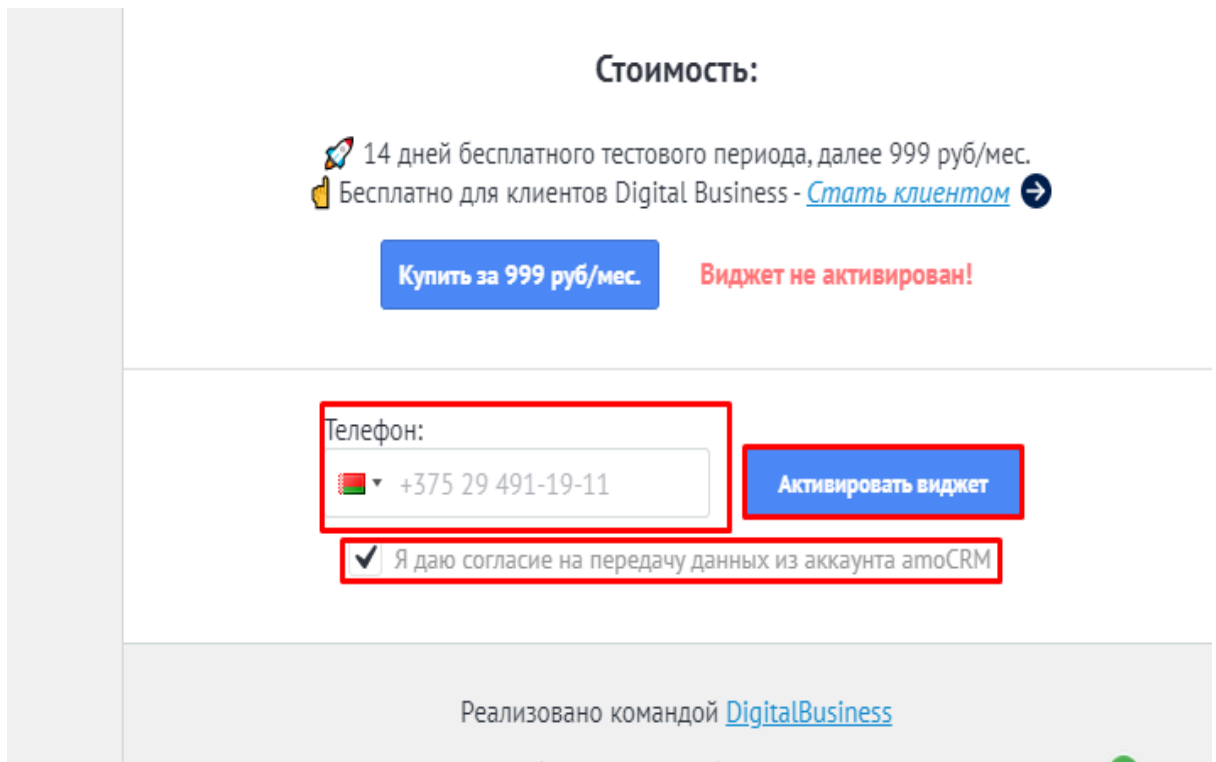 Стоимость:
🚀 14 дней бесплатного тестового периода, далее 999 руб/мес.
☝ Бесплатно для клиентов Digital Business - Стать клиентом
Купить за 999 руб/мес.
Виджет не активирован!
Телефон:
+375 29 491-19-11
Активировать виджет
Я даю согласие на передачу данных из аккаунта amoCRM
Реализовано командой DigitalBusiness